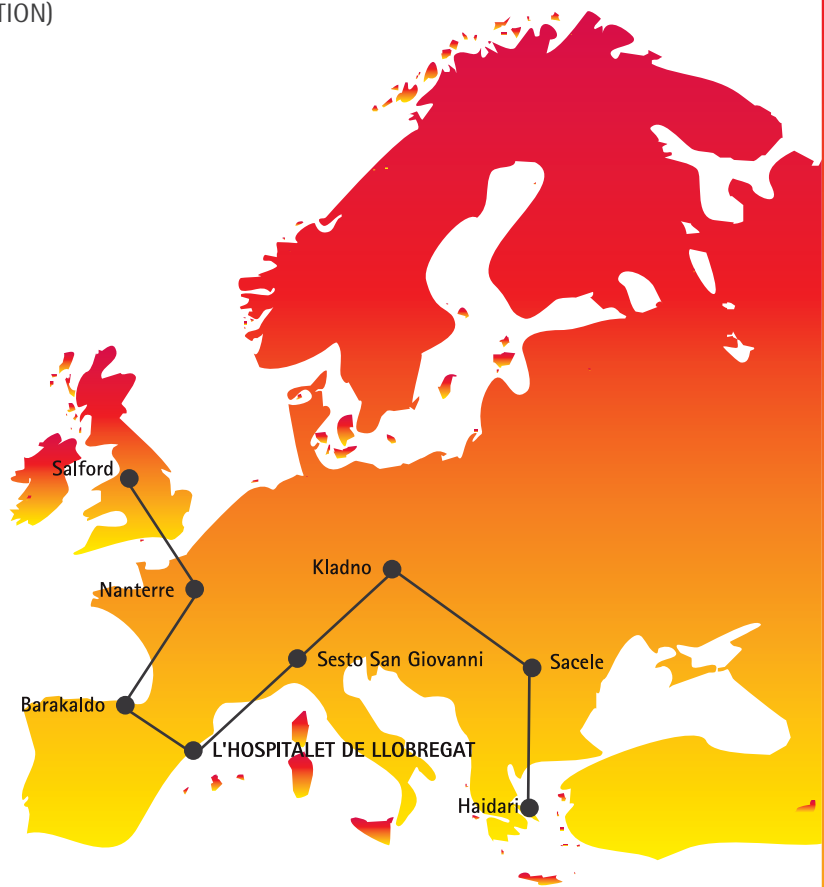 TION)
Salford
Nanterre
Kladno
Sesto San Giovanni
Sacele
Barakaldo
L'HOSPITALET DE LLOBREGAT
Haidari